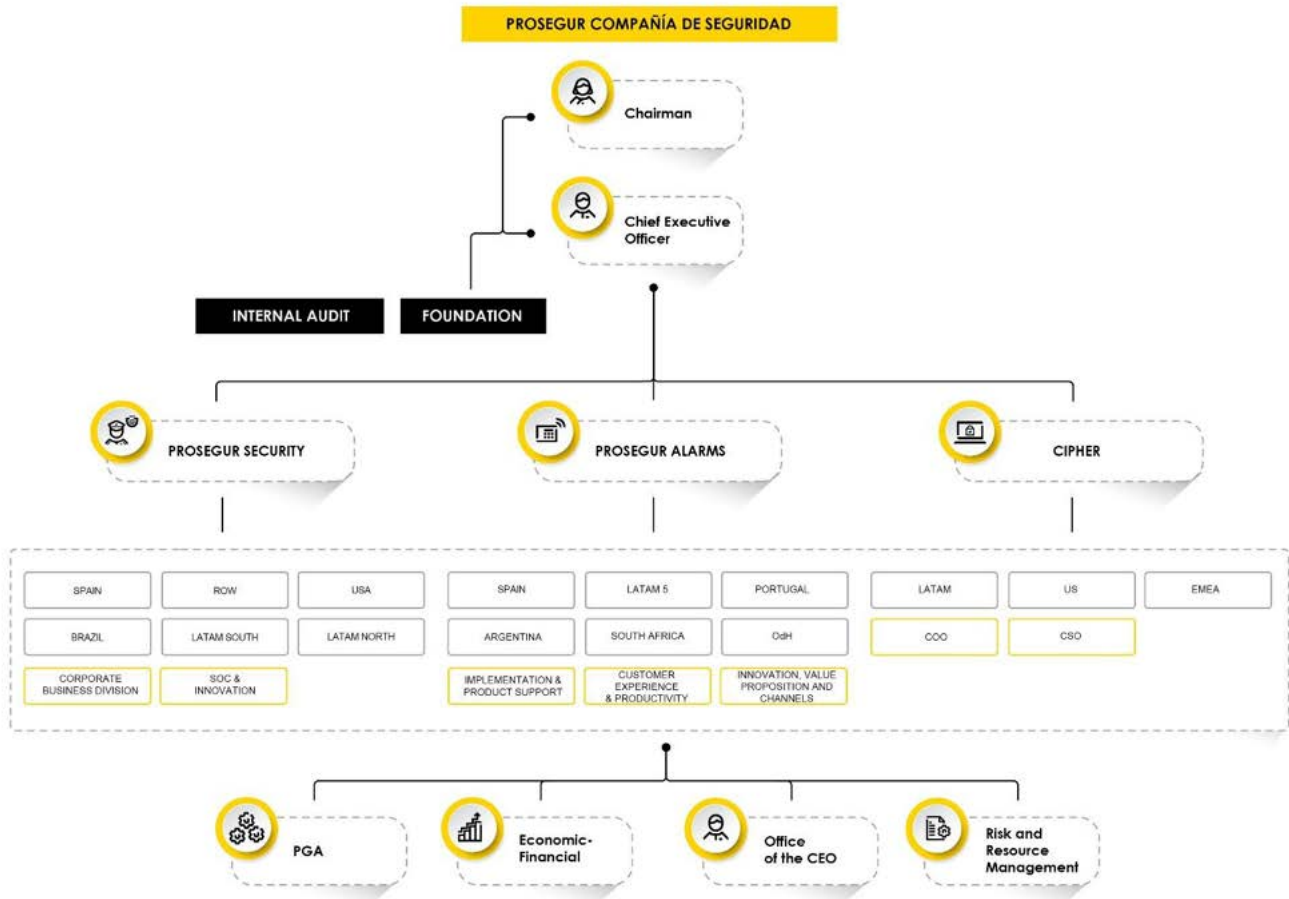 PROSEGUR COMPAÑÍA DE SEGURIDAD
Chairman
Chief Executive
Officer
INTERNAL AUDIT
FOUNDATION
PROSEGUR SECURITY
PROSEGUR ALARMS
CIPHER
SPAIN
ROW
USA
BRAZIL
LATAM SOUTH
LATAM NORTH
CORPORATE
BUSINESS DIVISION
SOC &
INNOVATION
SPAIN
LATAM 5
PORTUGAL
ARGENTINA
SOUTH AFRICA
OdH
IMPLEMENTATION &
PRODUCT SUPPORT
CUSTOMER
EXPERIENCE
& PRODUCTIVITY
INNOVATION, VALUE
PROPOSITION AND
CHANNELS
LATAM
US
EMEA
COO
CSO
PGA
Economic-
Financial
Office
of the CEO
Risk and
Resource
Management